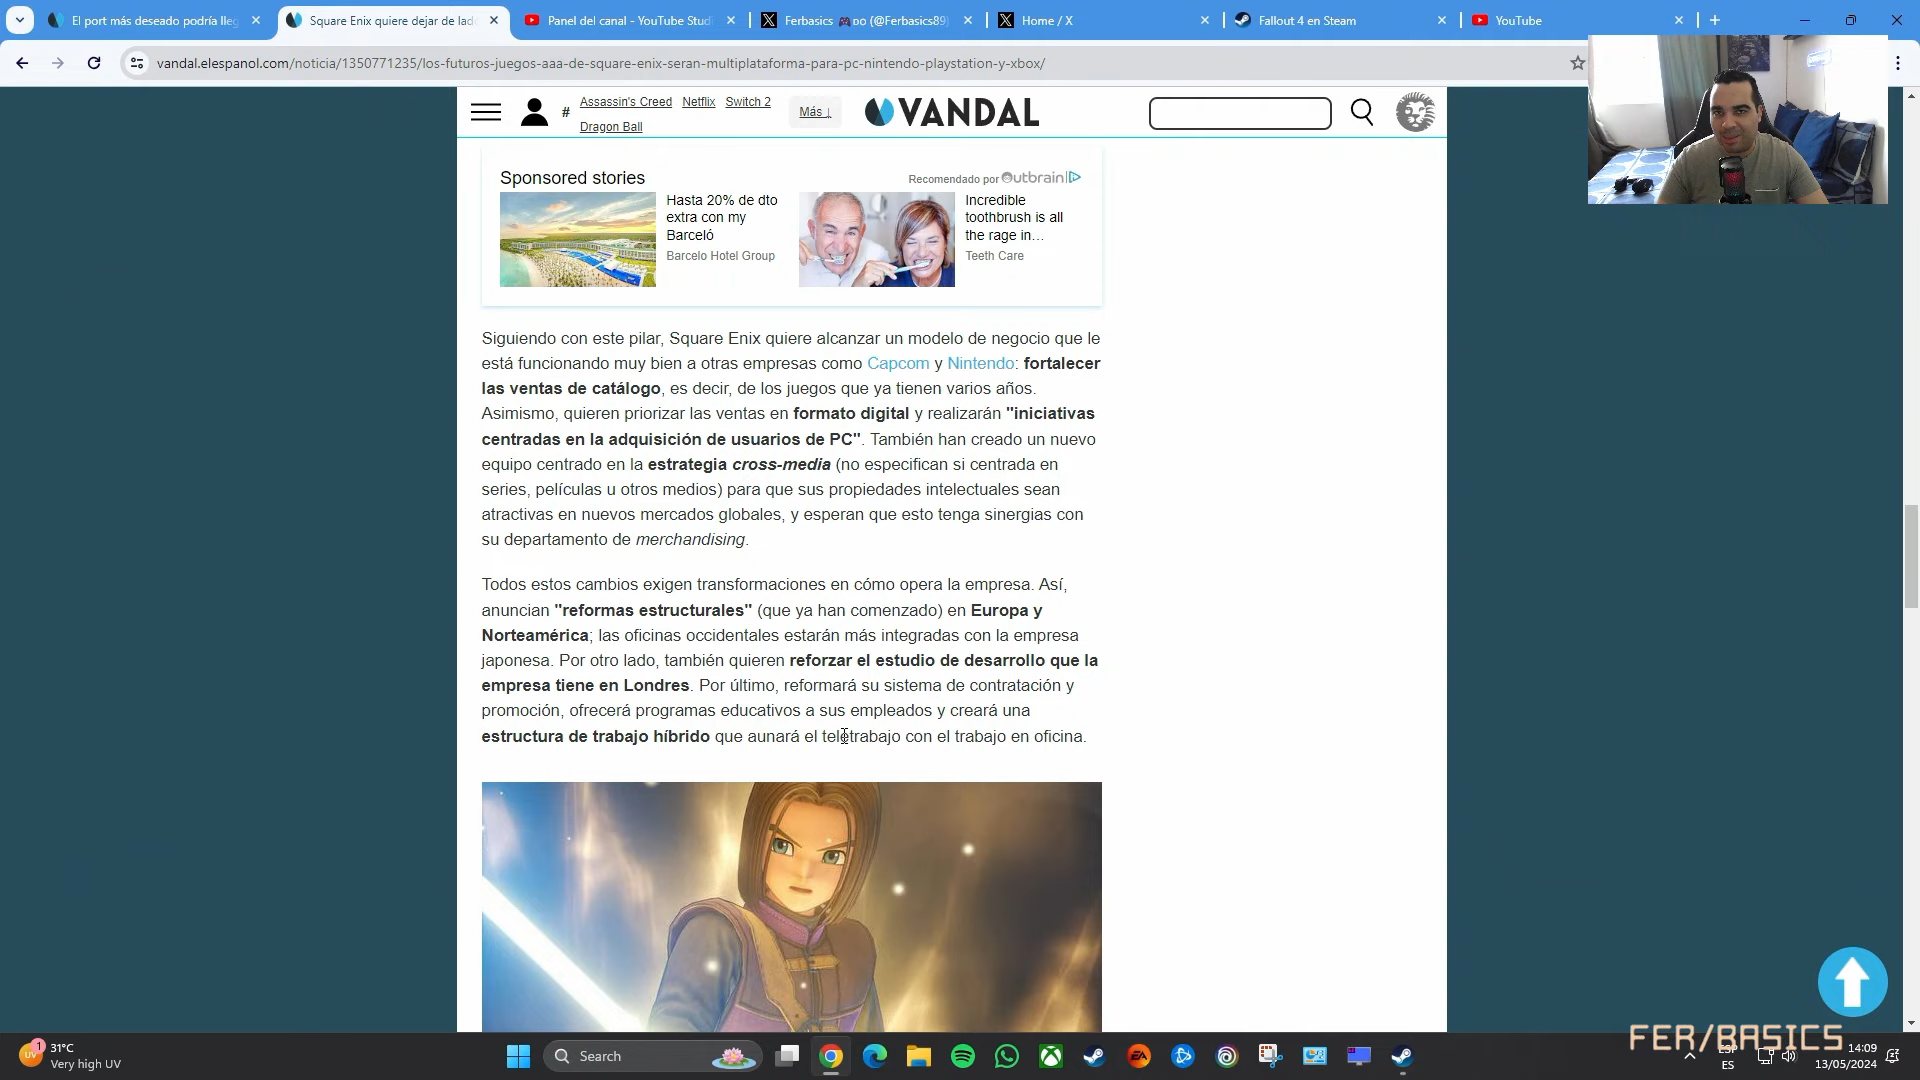 El port más deseado podría lleg
Square Enix quiere dejar de lad
Panel del canal - YouTube Studi
Ferbasics 🎮 (@Ferbasics89)
Home / X
Fallout 4 en Steam
YouTube
vandal.elespanol.com/noticia/1350771235/los-futuros-juegos-aaa-de-square-enix-seran-multiplataforma-para-pc-nintendo-playstation-y-xbox/
# Assassin's Creed Netflix Switch 2
Dragon Ball
Más ↓
VANDAL
Sponsored stories
Recomendado por Outbrain
Hasta 20% de dto
extra con my
Barceló
Barcelo Hotel Group
Incredible
toothbrush is all
the rage in…
Teeth Care
Siguiendo con este pilar, Square Enix quiere alcanzar un modelo de negocio que le
está funcionando muy bien a otras empresas como Capcom y Nintendo: fortalecer
las ventas de catálogo, es decir, de los juegos que ya tienen varios años.
Asimismo, quieren priorizar las ventas en formato digital y realizarán "iniciativas
centradas en la adquisición de usuarios de PC". También han creado un nuevo
equipo centrado en la estrategia cross-media (no especifican si centrada en
series, películas u otros medios) para que sus propiedades intelectuales sean
atractivas en nuevos mercados globales, y esperan que esto tenga sinergias con
su departamento de merchandising.
Todos estos cambios exigen transformaciones en cómo opera la empresa. Así,
anuncian "reformas estructurales" (que ya han comenzado) en Europa y
Norteamérica; las oficinas occidentales estarán más integradas con la empresa
japonesa. Por otro lado, también quieren reforzar el estudio de desarrollo que la
empresa tiene en Londres. Por último, reformará su sistema de contratación y
promoción, ofrecerá programas educativos a sus empleados y creará una
estructura de trabajo híbrido que aunará el teletrabajo con el trabajo en oficina.
FER/BASICS
1
31°C
Very high UV
Search
EA
ESP
ES
14:09
13/05/2024